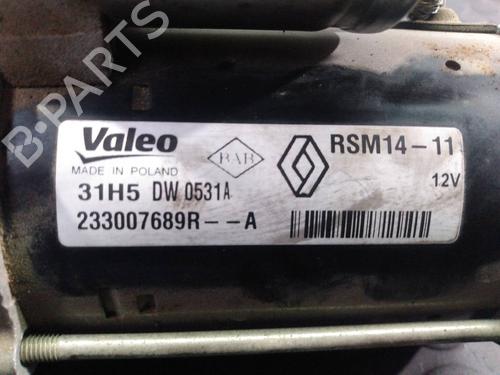 B-PARTS
Valeo
RAR
RSM14-11
MADE IN POLAND
12V
31H5 DW 0531A
233007689R--A